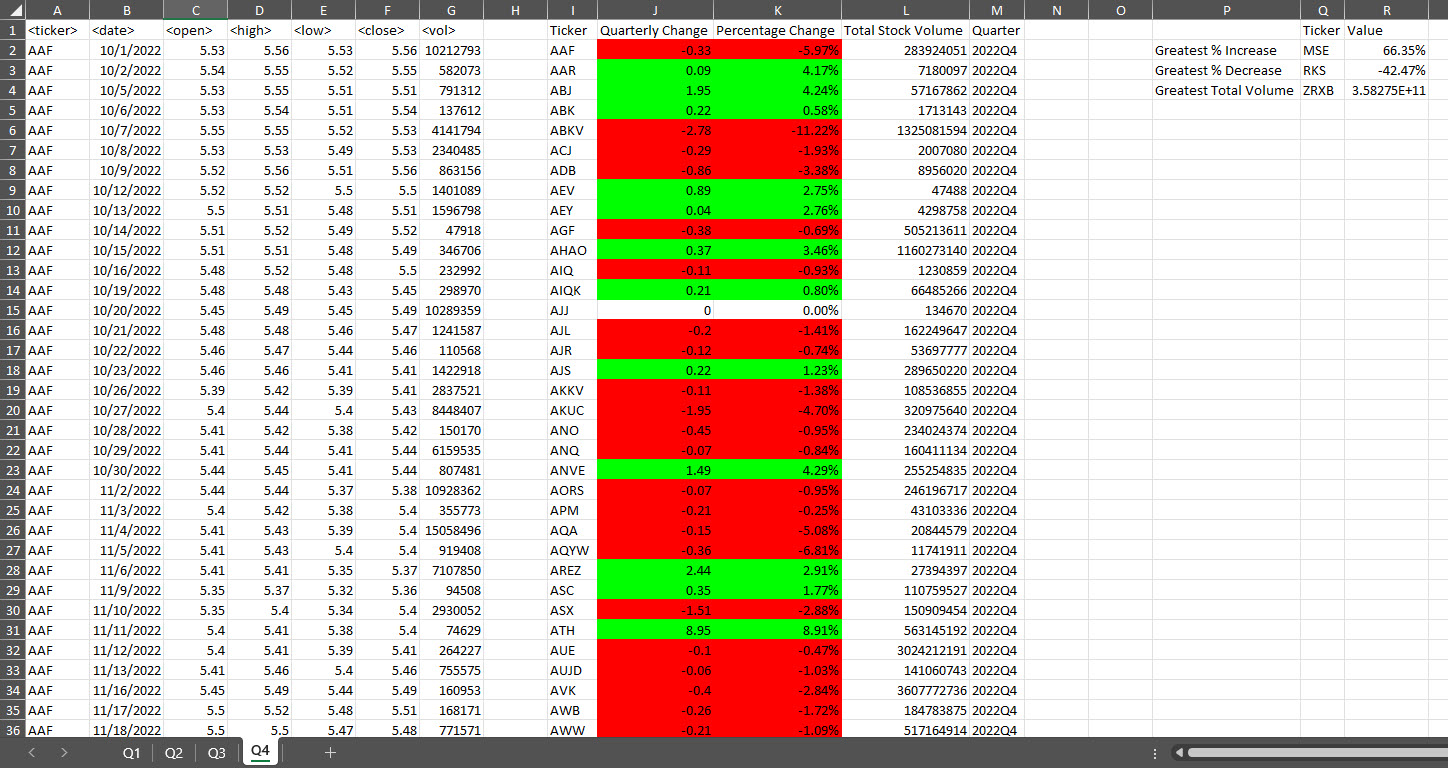 A B C D E F G H I J K L M N O P Q R
1 <ticker> <date> <open> <high> <low> <close> <vol> Ticker Quarterly Change Percentage Change Total Stock Volume Quarter Ticker Value
2 AAF 10/1/2022 5.53 5.56 5.53 5.56 10212793 AAF -0.33 -5.97% 283924051 2022Q4 Greatest % Increase MSE 66.35%
3 AAF 10/2/2022 5.54 5.55 5.52 5.55 582073 AAR 0.09 4.17% 7180097 2022Q4 Greatest % Decrease RKS -42.47%
4 AAF 10/5/2022 5.53 5.55 5.51 5.51 791312 ABJ 1.95 4.24% 57167862 2022Q4 Greatest Total Volume ZRXB 3.58275E+11
5 AAF 10/6/2022 5.53 5.54 5.51 5.54 137612 ABK 0.22 0.58% 1713143 2022Q4
6 AAF 10/7/2022 5.55 5.55 5.52 5.53 4141794 ABKV -2.78 -11.22% 1325081594 2022Q4
7 AAF 10/8/2022 5.53 5.53 5.49 5.53 2340485 ACJ -0.29 -1.93% 2007080 2022Q4
8 AAF 10/9/2022 5.52 5.56 5.51 5.56 863156 ADB -0.86 -3.38% 8956020 2022Q4
9 AAF 10/12/2022 5.52 5.52 5.5 5.5 1401089 AEV 0.89 2.75% 47488 2022Q4
10 AAF 10/13/2022 5.5 5.51 5.48 5.51 1596798 AEY 0.04 2.76% 4298758 2022Q4
11 AAF 10/14/2022 5.51 5.52 5.49 5.52 47918 AGF -0.38 -0.69% 505213611 2022Q4
12 AAF 10/15/2022 5.51 5.51 5.48 5.49 346706 AHAO 0.37 3.46% 1160273140 2022Q4
13 AAF 10/16/2022 5.48 5.52 5.48 5.5 232992 AIQ -0.11 -0.93% 1230859 2022Q4
14 AAF 10/19/2022 5.48 5.48 5.43 5.45 298970 AIQK 0.21 0.80% 66485266 2022Q4
15 AAF 10/20/2022 5.45 5.49 5.45 5.49 10289359 AJJ 0 0.00% 134670 2022Q4
16 AAF 10/21/2022 5.48 5.48 5.46 5.47 1241587 AJL -0.2 -1.41% 162249647 2022Q4
17 AAF 10/22/2022 5.46 5.47 5.44 5.46 110568 AJR -0.12 -0.74% 53697777 2022Q4
18 AAF 10/23/2022 5.46 5.46 5.41 5.41 1422918 AJS 0.22 1.23% 289650220 2022Q4
19 AAF 10/26/2022 5.39 5.42 5.39 5.41 2837521 AKKV -0.11 -1.38% 108536855 2022Q4
20 AAF 10/27/2022 5.4 5.44 5.4 5.43 8448407 AKUC -1.95 -4.70% 320975640 2022Q4
21 AAF 10/28/2022 5.41 5.42 5.38 5.42 150170 ANO -0.45 -0.95% 234024374 2022Q4
22 AAF 10/29/2022 5.41 5.44 5.41 5.44 6159535 ANQ -0.07 -0.84% 160411134 2022Q4
23 AAF 10/30/2022 5.44 5.45 5.41 5.44 807481 ANVE 1.49 4.29% 255254835 2022Q4
24 AAF 11/2/2022 5.44 5.44 5.37 5.38 10928362 AORS -0.07 -0.95% 246196717 2022Q4
25 AAF 11/3/2022 5.4 5.42 5.38 5.4 355773 APM -0.21 -0.25% 43103336 2022Q4
26 AAF 11/4/2022 5.41 5.43 5.39 5.4 15058496 AQA -0.15 -5.08% 20844579 2022Q4
27 AAF 11/5/2022 5.41 5.43 5.4 5.4 919408 AQYW -0.36 -6.81% 11741911 2022Q4
28 AAF 11/6/2022 5.41 5.41 5.35 5.37 7107850 AREZ 2.44 2.91% 27394397 2022Q4
29 AAF 11/9/2022 5.35 5.37 5.32 5.36 94508 ASC 0.35 1.77% 110759527 2022Q4
30 AAF 11/10/2022 5.35 5.4 5.34 5.4 2930052 ASX -1.51 -2.88% 150909454 2022Q4
31 AAF 11/11/2022 5.4 5.41 5.38 5.4 74629 ATH 8.95 8.91% 563145192 2022Q4
32 AAF 11/12/2022 5.4 5.41 5.39 5.41 264227 AUE -0.1 -0.47% 3024212191 2022Q4
33 AAF 11/13/2022 5.41 5.46 5.4 5.46 755575 AUJD -0.06 -1.03% 141060743 2022Q4
34 AAF 11/16/2022 5.45 5.49 5.44 5.49 160953 AVK -0.4 -2.84% 3607772736 2022Q4
35 AAF 11/17/2022 5.5 5.52 5.48 5.51 168171 AWB -0.26 -1.72% 184783875 2022Q4
36 AAF 11/18/2022 5.5 5.5 5.47 5.48 771571 AWW -0.21 -1.09% 517164914 2022Q4
Q1 Q2 Q3 Q4